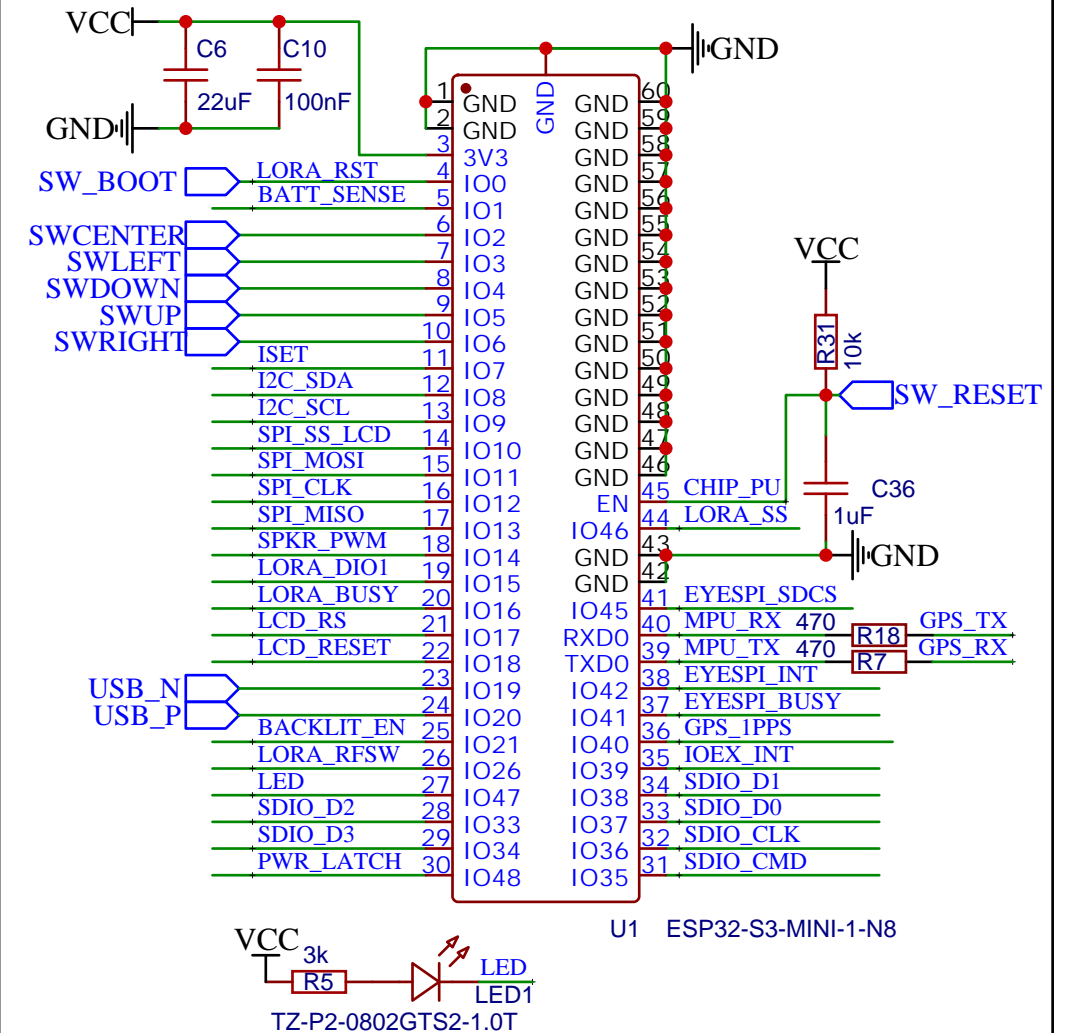 VCC
C6 C10
22uF 100nF
GND
GND
SW_BOOT LORA_RST
BATT_SENSE
SWCENTER
SWLEFT
SWDOWN
SWUP
SWRIGHT
ISET
I2C_SDA
I2C_SCL
SPI_SS_LCD
SPI_MOSI
SPI_CLK
SPI_MISO
SPKR_PWM
LORA_DIO1
LORA_BUSY
LCD_RS
LCD_RESET
USB_N
USB_P
BACKLIT_EN
LORA_RFSW
LED
SDIO_D2
SDIO_D3
PWR_LATCH
GND
1 GND GND 60
2 GND GND 59
3 3V3 GND 58
4 IO0 GND 57
5 IO1 GND 56
6 IO2 GND 55
7 IO3 GND 54
8 IO4 GND 53
9 IO5 GND 52
10 IO6 GND 51
11 IO7 GND 50
12 IO8 GND 49
13 IO9 GND 48
14 IO10 GND 47
15 IO11 GND 46
16 IO12 EN 45
17 IO13 IO46 44
18 IO14 GND 43
19 IO15 GND 42
20 IO16 IO45 41
21 IO17 RXD0 40
22 IO18 TXD0 39
23 IO19 IO42 38
24 IO20 IO41 37
25 IO21 IO40 36
26 IO26 IO39 35
27 IO47 IO38 34
28 IO33 IO37 33
29 IO34 IO36 32
30 IO48 IO35 31
VCC
R31
10k
SW_RESET
CHIP_PU
C36
1uF
LORA_SS
GND
EYESPI_SDCS
MPU_RX 470 R18 GPS_TX
MPU_TX 470 R7 GPS_RX
EYESPI_INT
EYESPI_BUSY
GPS_1PPS
IOEX_INT
SDIO_D1
SDIO_D0
SDIO_CLK
SDIO_CMD
U1 ESP32-S3-MINI-1-N8
VCC 3k
R5
LED
LED1
TZ-P2-0802GTS2-1.0T